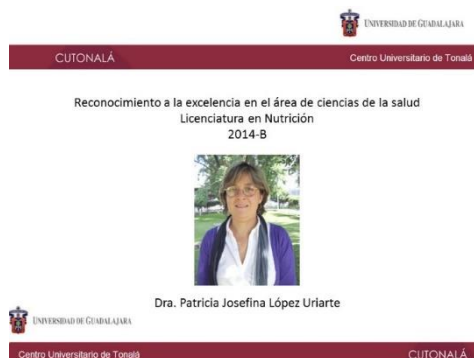 UNIVERSIDAD DE GUADALAJARA
CUTONALÁ
Centro Universitario de Tonalá
Reconocimiento a la excelencia en el área de ciencias de la salud
Licenciatura en Nutrición
2014-B
Dra. Patricia Josefina López Uriarte
UNIVERSIDAD DE GUADALAJARA
Centro Universitario de Tonalá
CUTONALÁ